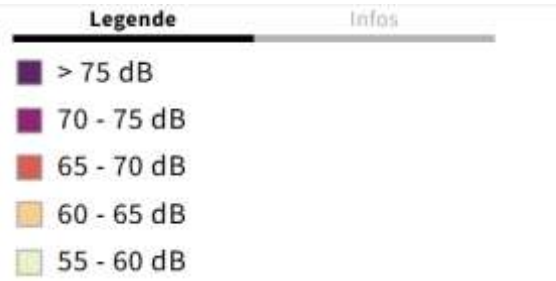 Legende Infos
> 75 dB
70 - 75 dB
65 - 70 dB
60 - 65 dB
55 - 60 dB